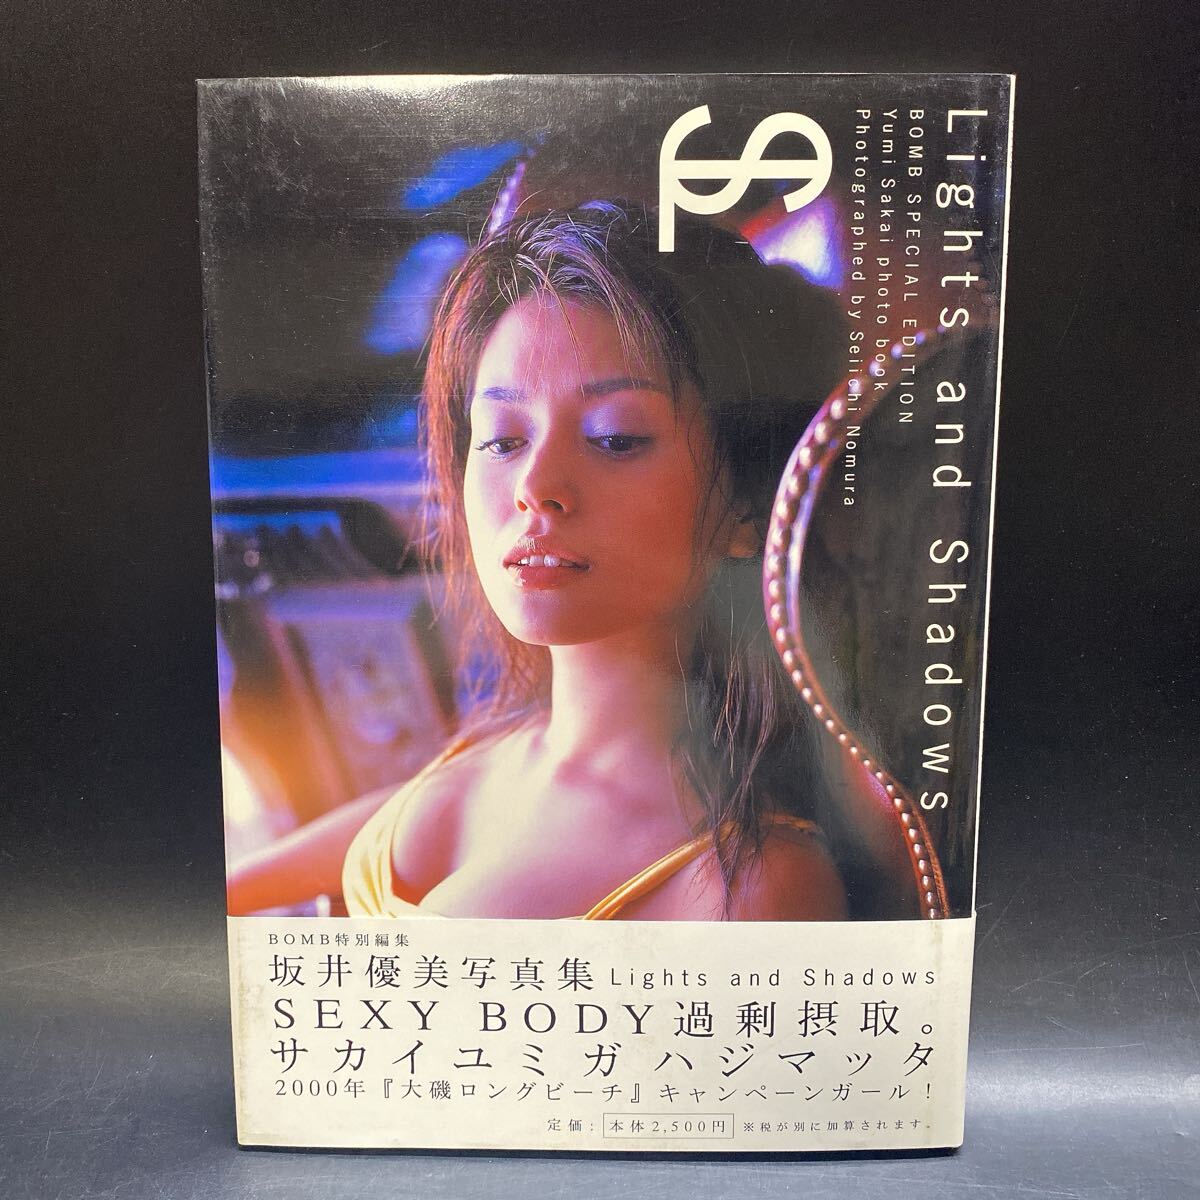 Lights and Shadows
BOMB SPECIAL EDITION
Yumi Sakai photo book
Photographed by Seiichi Nomura
BOMB特別編集
坂井優美写真集 Lights and Shadows
SEXY BODY過剰摂取。
サカイユミガハジマッタ
2000年『大磯ロングビーチ』キャンペーンガール！
定価：本体2,500円 ※税が別に加算されます。